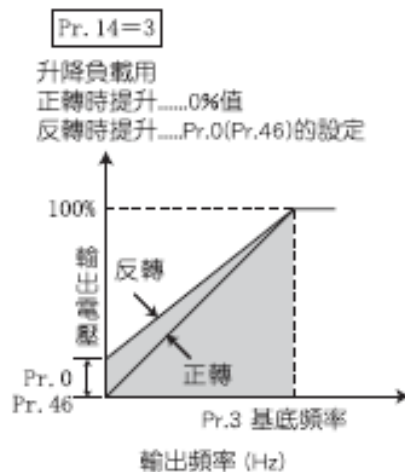 Pr.14=3
升降負載用
正轉時提升……0%值
反轉時提升……Pr.0(Pr.46)的設定
100%
輸出電壓
反轉
正轉
Pr.0
Pr.46
Pr.3 基底頻率
輸出頻率 (Hz)